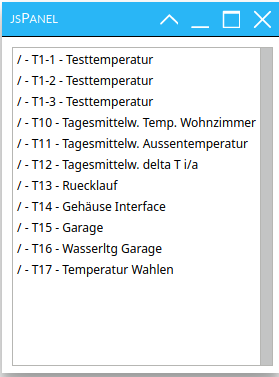 JSPANEL
/ - T1-1 - Testtemperatur
/ - T1-2 - Testtemperatur
/ - T1-3 - Testtemperatur
/ - T10 - Tagesmittelw. Temp. Wohnzimmer
/ - T11 - Tagesmittelw. Aussentemperatur
/ - T12 - Tagesmittelw. delta T i/a
/ - T13 - Ruecklauf
/ - T14 - Gehäuse Interface
/ - T15 - Garage
/ - T16 - Wasserltg Garage
/ - T17 - Temperatur Wahlen